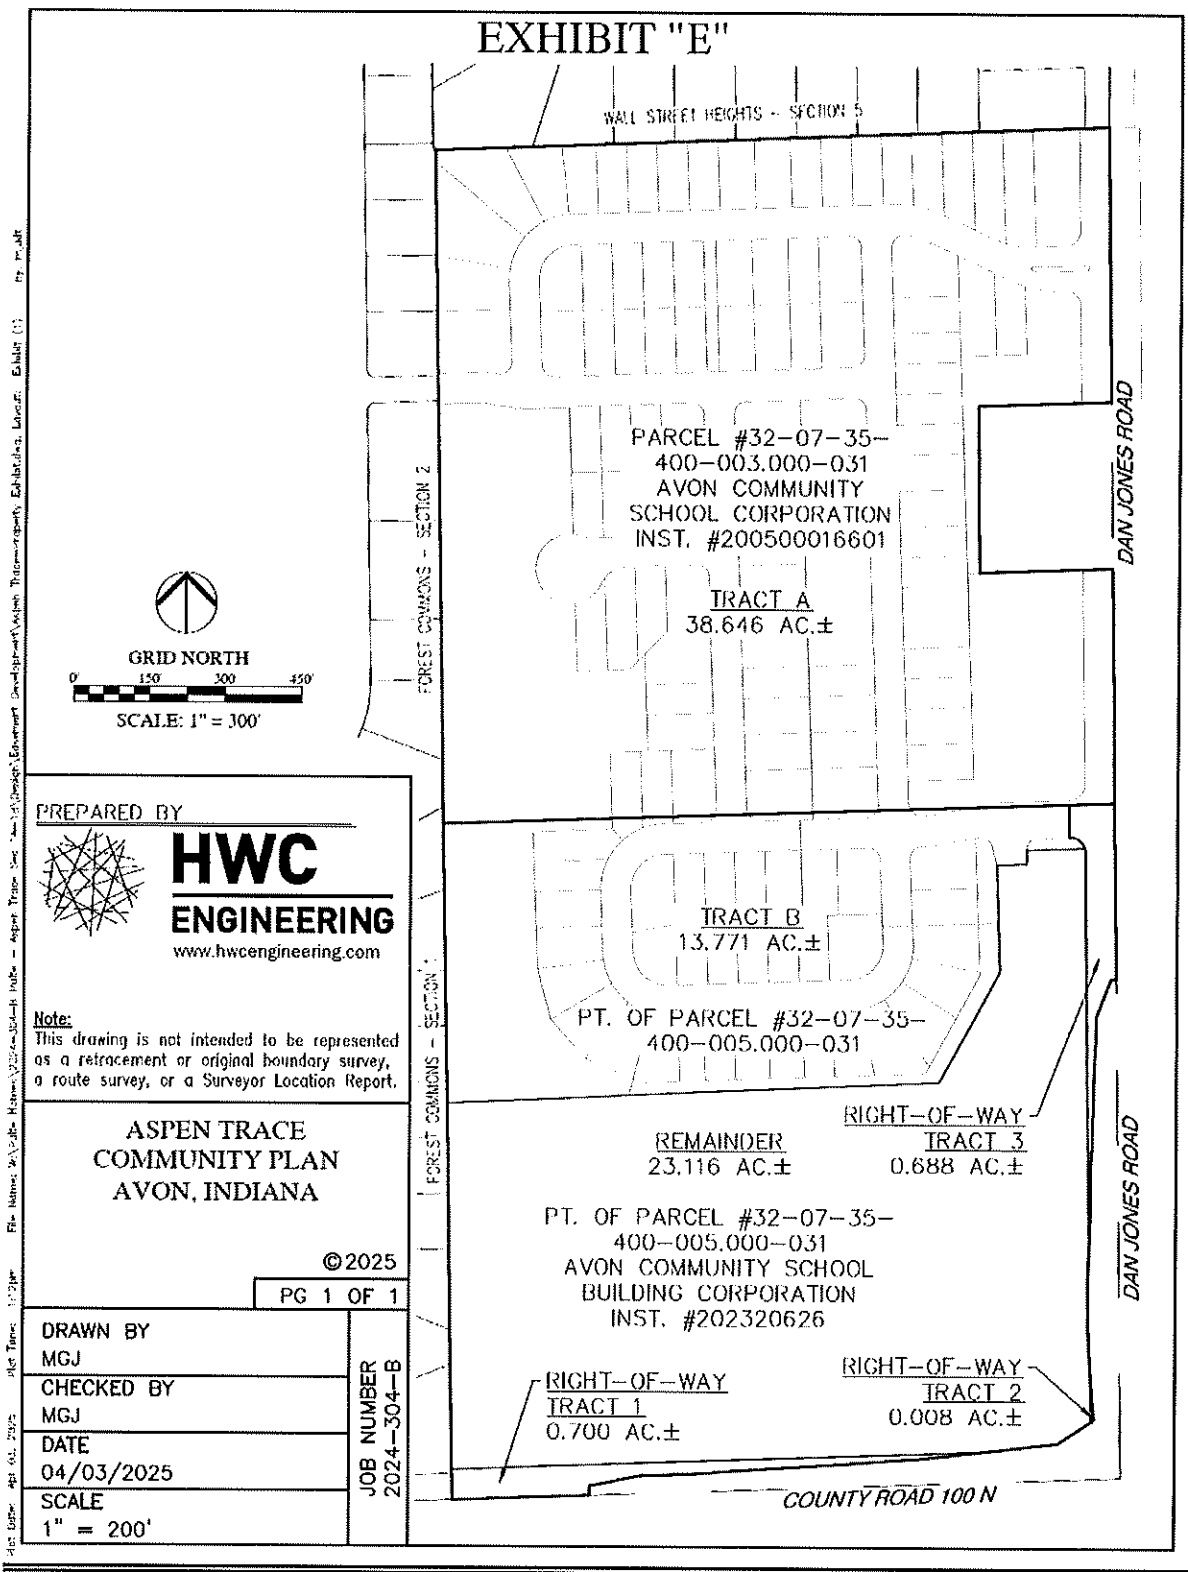 EXHIBIT "E"
WALL STREET HEIGHTS - SECTION 5
PARCEL #32-07-35-
400-003.000-031
AVON COMMUNITY
SCHOOL CORPORATION
INST. #200500016601
TRACT A
38.646 AC.±
DAN JONES ROAD
FOREST COMMONS - SECTION 2
GRID NORTH
0' 150' 300' 450'
SCALE: 1" = 300'
PREPARED BY
HWC
ENGINEERING
www.hwcengineering.com
Note:
This drawing is not intended to be represented
as a retracement or original boundary survey,
a route survey, or a Surveyor Location Report.
ASPEN TRACE
COMMUNITY PLAN
AVON, INDIANA
©2025
PG 1 OF 1
DRAWN BY
MGJ
CHECKED BY
MGJ
DATE
04/03/2025
SCALE
1" = 200'
JOB NUMBER
2024-304-B
TRACT B
13.771 AC.±
PT. OF PARCEL #32-07-35-
400-005.000-031
FOREST COMMONS - SECTION 1
RIGHT-OF-WAY
TRACT 3
0.688 AC.±
REMAINDER
23.116 AC.±
PT. OF PARCEL #32-07-35-
400-005.000-031
AVON COMMUNITY SCHOOL
BUILDING CORPORATION
INST. #202320626
DAN JONES ROAD
RIGHT-OF-WAY
TRACT 1
0.700 AC.±
RIGHT-OF-WAY
TRACT 2
0.008 AC.±
COUNTY ROAD 100 N